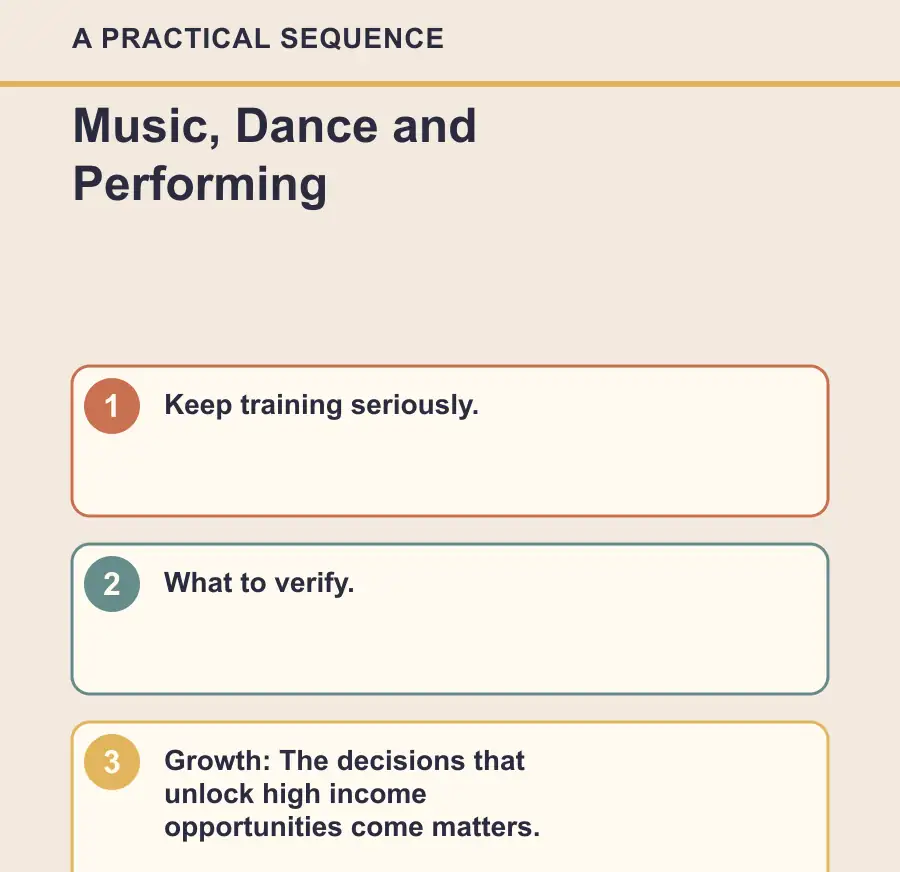 A PRACTICAL SEQUENCE
Music, Dance and
Performing
1
Keep training seriously.
2
What to verify.
3
Growth: The decisions that
unlock high income
opportunities come matters.